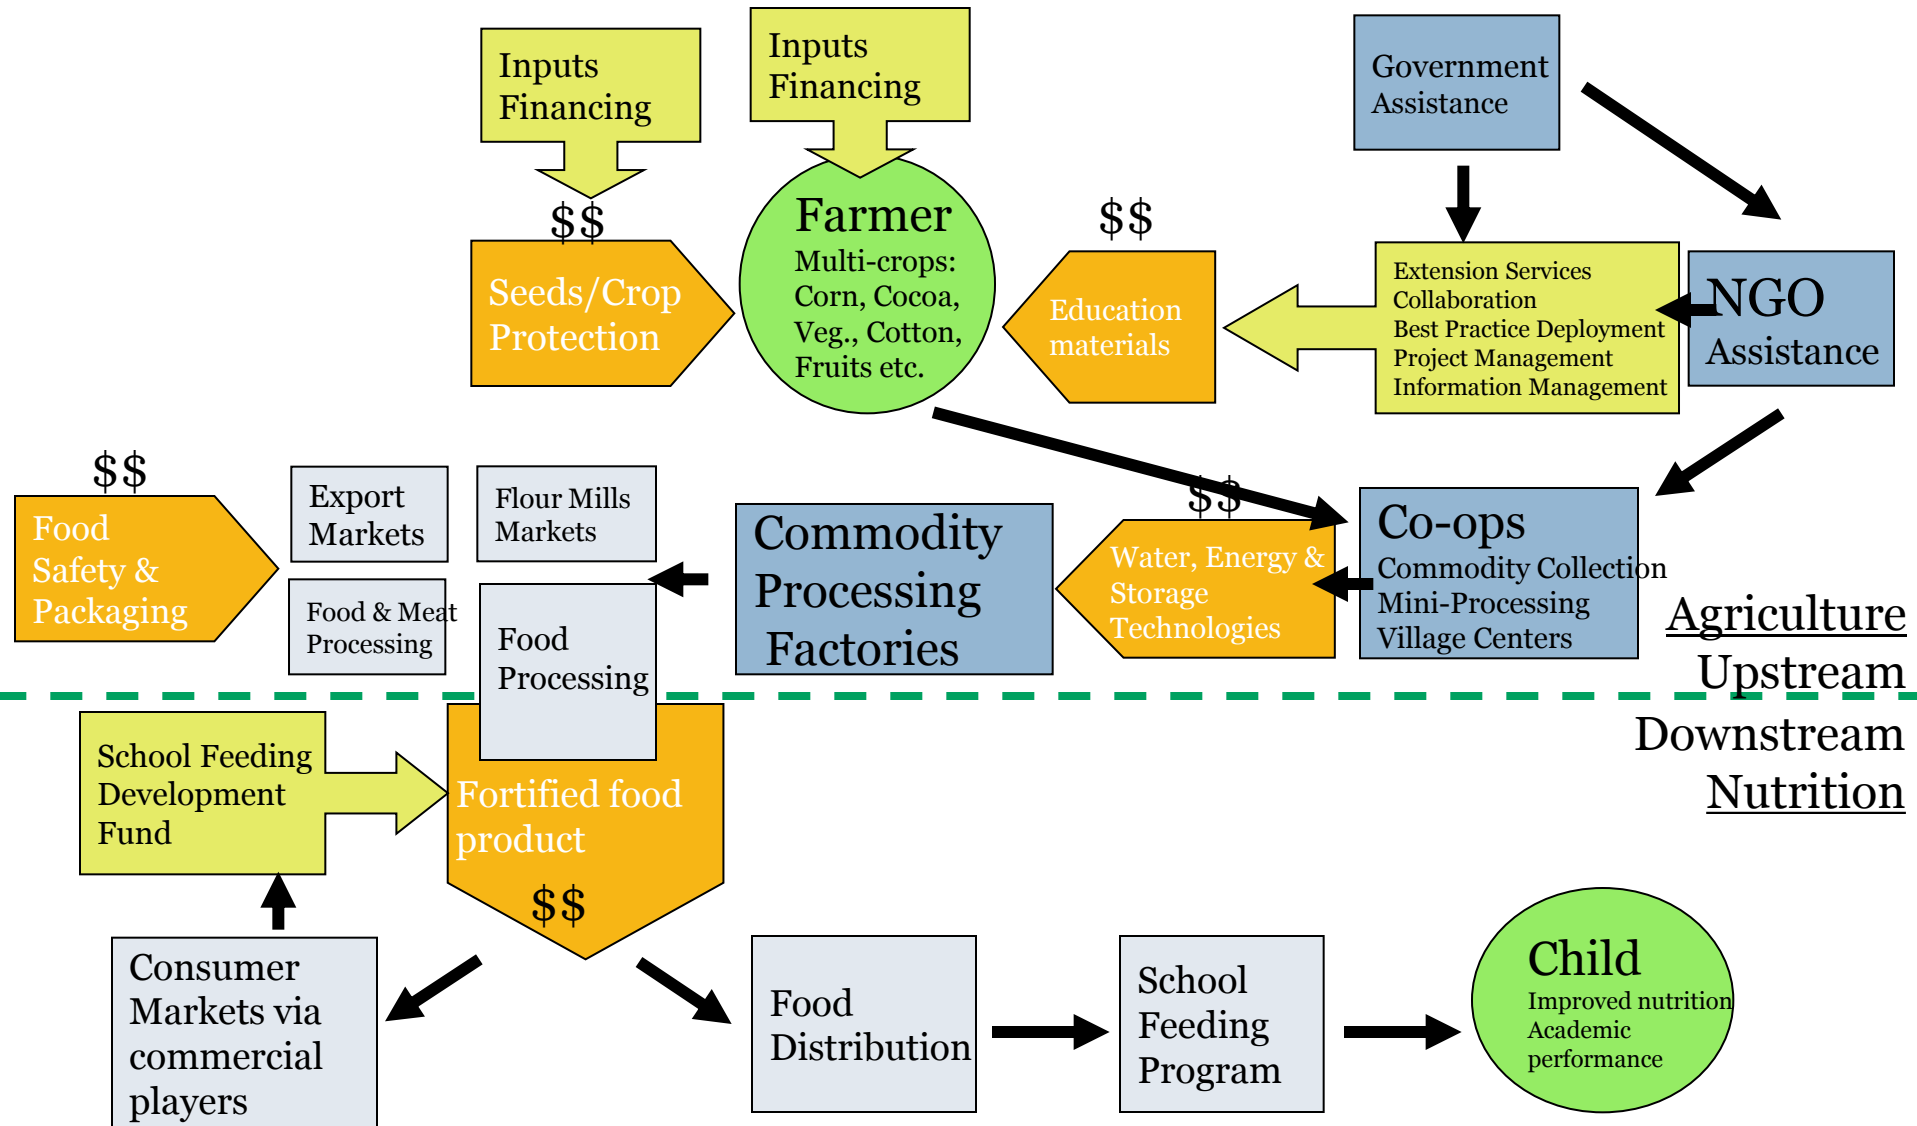 Inputs
Financing
Inputs
Financing
Government
Assistance
$$
Farmer
Multi-crops:
Corn, Cocoa,
Veg., Cotton,
Fruits etc.
$$
Seeds/Crop
Protection
Education
materials
Extension Services
Collaboration
Best Practice Deployment
Project Management
Information Management
NGO
Assistance
$$
Food
Safety &
Packaging
Export
Markets
Flour Mills
Markets
Food & Meat
Processing
Food
Processing
Commodity
Processing
Factories
$$
Water, Energy &
Storage
Technologies
Co-ops
Commodity Collection
Mini-Processing
Village Centers
Agriculture
Upstream
Downstream
Nutrition
School Feeding
Development
Fund
Fortified food
product
$$
Consumer
Markets via
commercial
players
Food
Distribution
School
Feeding
Program
Child
Improved nutrition
Academic
performance